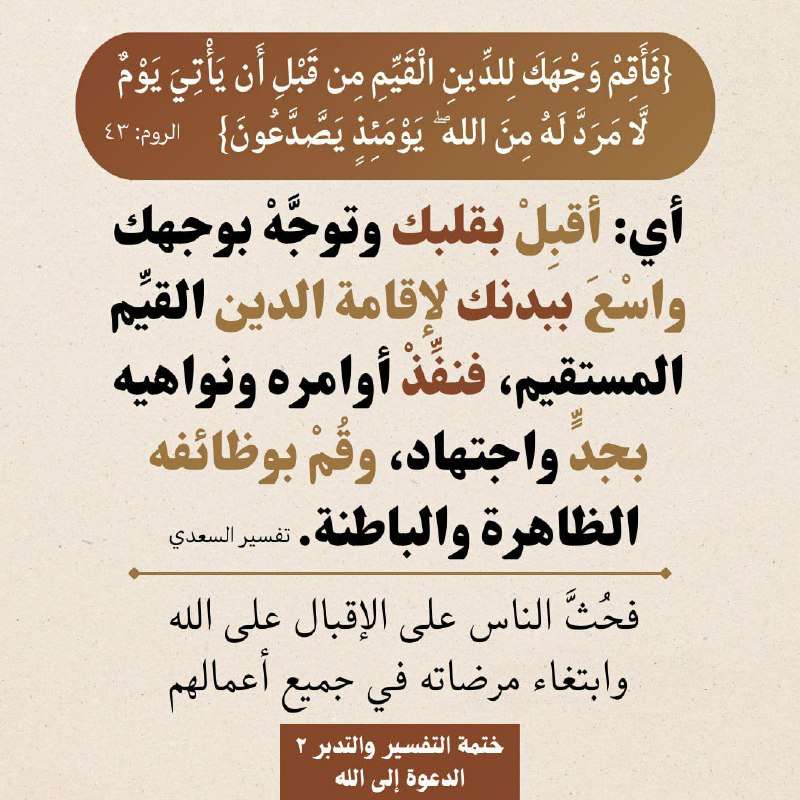 {فَأَقِمْ وَجْهَكَ لِلدِّينِ الْقَيِّمِ مِن قَبْلِ أَن يَأْتِيَ يَوْمٌ
لَّا مَرَدَّ لَهُ مِنَ اللهِ ۖ يَوْمَئِذٍ يَصَّدَّعُونَ} الروم: ٤٣
أي: أقبِلْ بقلبك وتوجَّهْ بوجهك
واسْعَ ببدنك لإقامة الدين القيِّم
المستقيم، فنفِّذْ أوامره ونواهيه
بجدٍّ واجتهاد، وقُمْ بوظائفه
الظاهرة والباطنة. تفسير السعدي
فحُثَّ الناس على الإقبال على الله
وابتغاء مرضاته في جميع أعمالهم
ختمة التفسير والتدبر ٢
الدعوة إلى الله